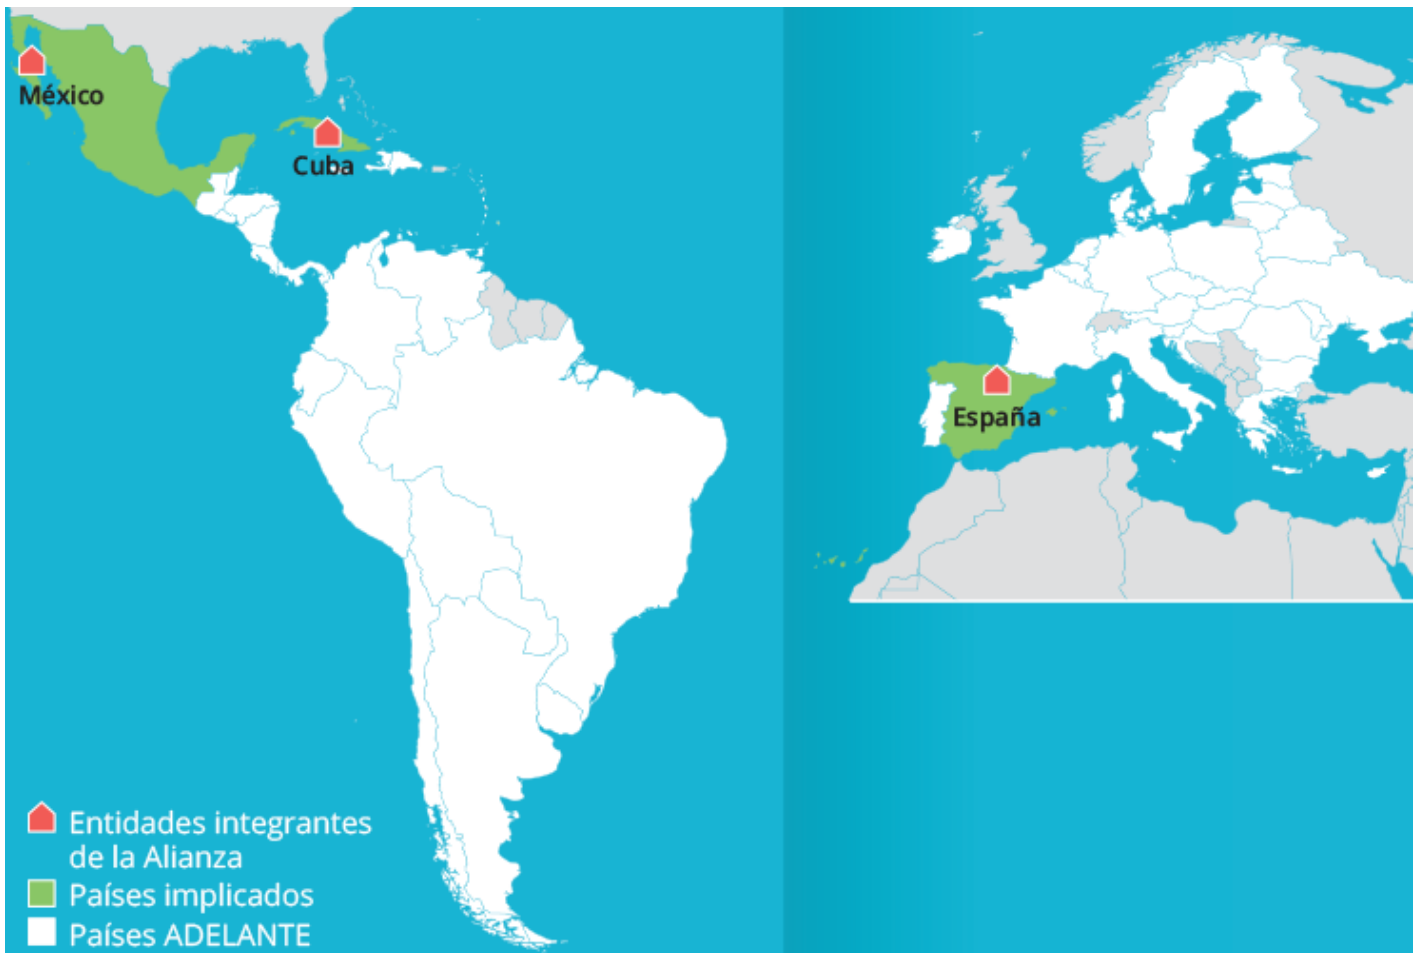 México
Cuba
España
Entidades integrantes
de la Alianza
Países implicados
Países ADELANTE